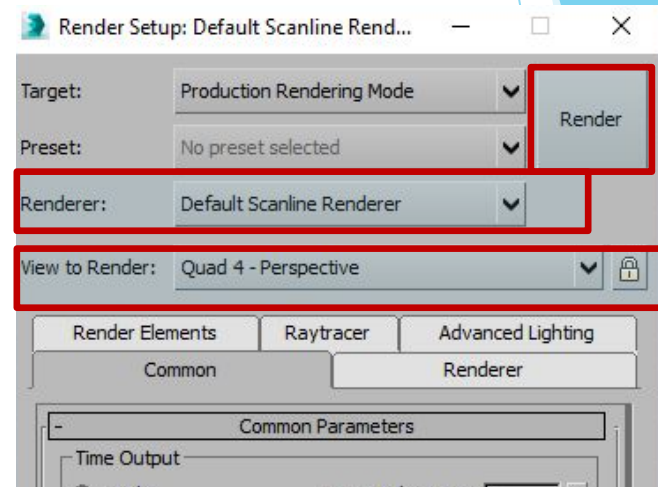 Render Setup: Default Scanline Rend...
Target: Production Rendering Mode
Render
Preset: No preset selected
Renderer: Default Scanline Renderer
View to Render: Quad 4 - Perspective
Render Elements Raytracer Advanced Lighting
Common Renderer
- Common Parameters
Time Output